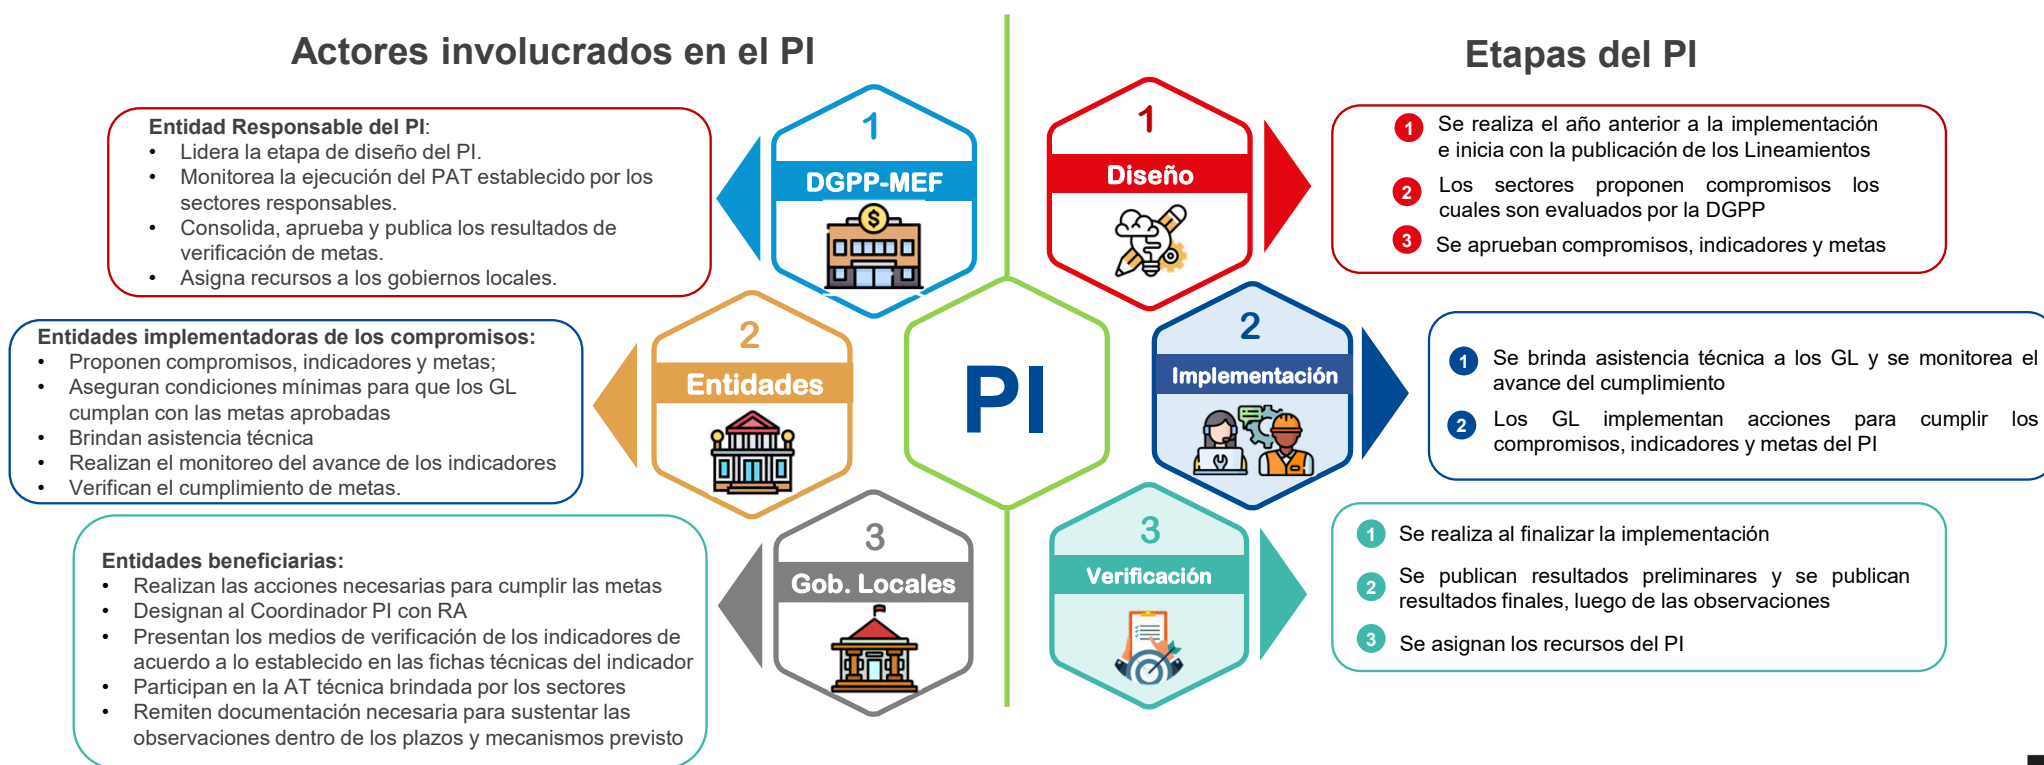 Actores involucrados en el PI
Entidad Responsable del PI:
• Lidera la etapa de diseño del PI.
• Monitorea la ejecución del PAT establecido por los
sectores responsables.
• Consolida, aprueba y publica los resultados de
verificación de metas.
• Asigna recursos a los gobiernos locales.
1
DGPP-MEF
$
Entidades implementadoras de los compromisos:
• Proponen compromisos, indicadores y metas;
• Aseguran condiciones mínimas para que los GL
cumplan con las metas aprobadas
• Brindan asistencia técnica
• Realizan el monitoreo del avance de los indicadores
• Verifican el cumplimiento de metas.
2
Entidades
Entidades beneficiarias:
• Realizan las acciones necesarias para cumplir las metas
• Designan al Coordinador PI con RA
• Presentan los medios de verificación de los indicadores de
acuerdo a lo establecido en las fichas técnicas del indicador
• Participan en la AT técnica brindada por los sectores
• Remiten documentación necesaria para sustentar las
observaciones dentro de los plazos y mecanismos previsto
3
Gob. Locales
PI
Etapas del PI
1
Diseño
1 Se realiza el año anterior a la implementación
e inicia con la publicación de los Lineamientos
2 Los sectores proponen compromisos los
cuales son evaluados por la DGPP
3 Se aprueban compromisos, indicadores y metas
2
Implementación
1 Se brinda asistencia técnica a los GL y se monitorea el
avance del cumplimiento
2 Los GL implementan acciones para cumplir los
compromisos, indicadores y metas del PI
3
Verificación
1 Se realiza al finalizar la implementación
2 Se publican resultados preliminares y se publican
resultados finales, luego de las observaciones
3 Se asignan los recursos del PI